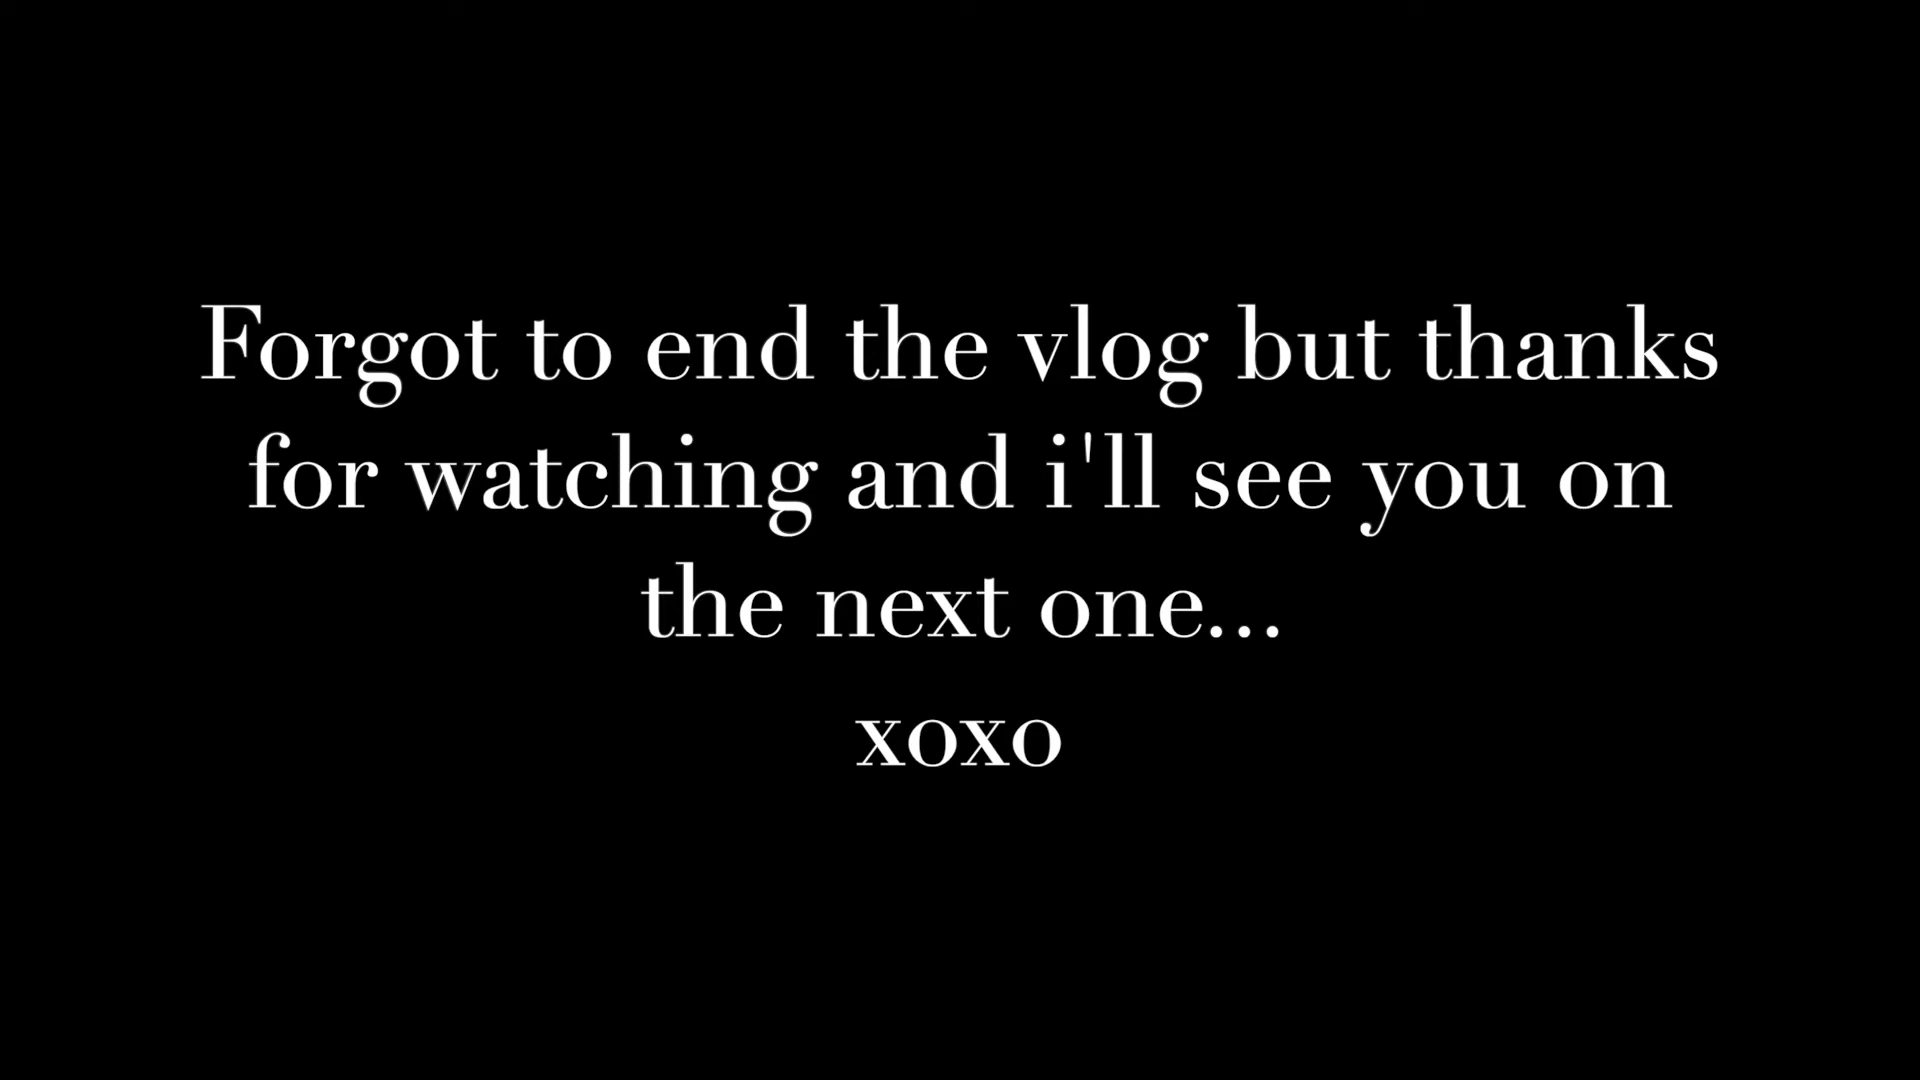 Forgot to end the vlog but thanks
for watching and i'll see you on
the next one...
xoxo